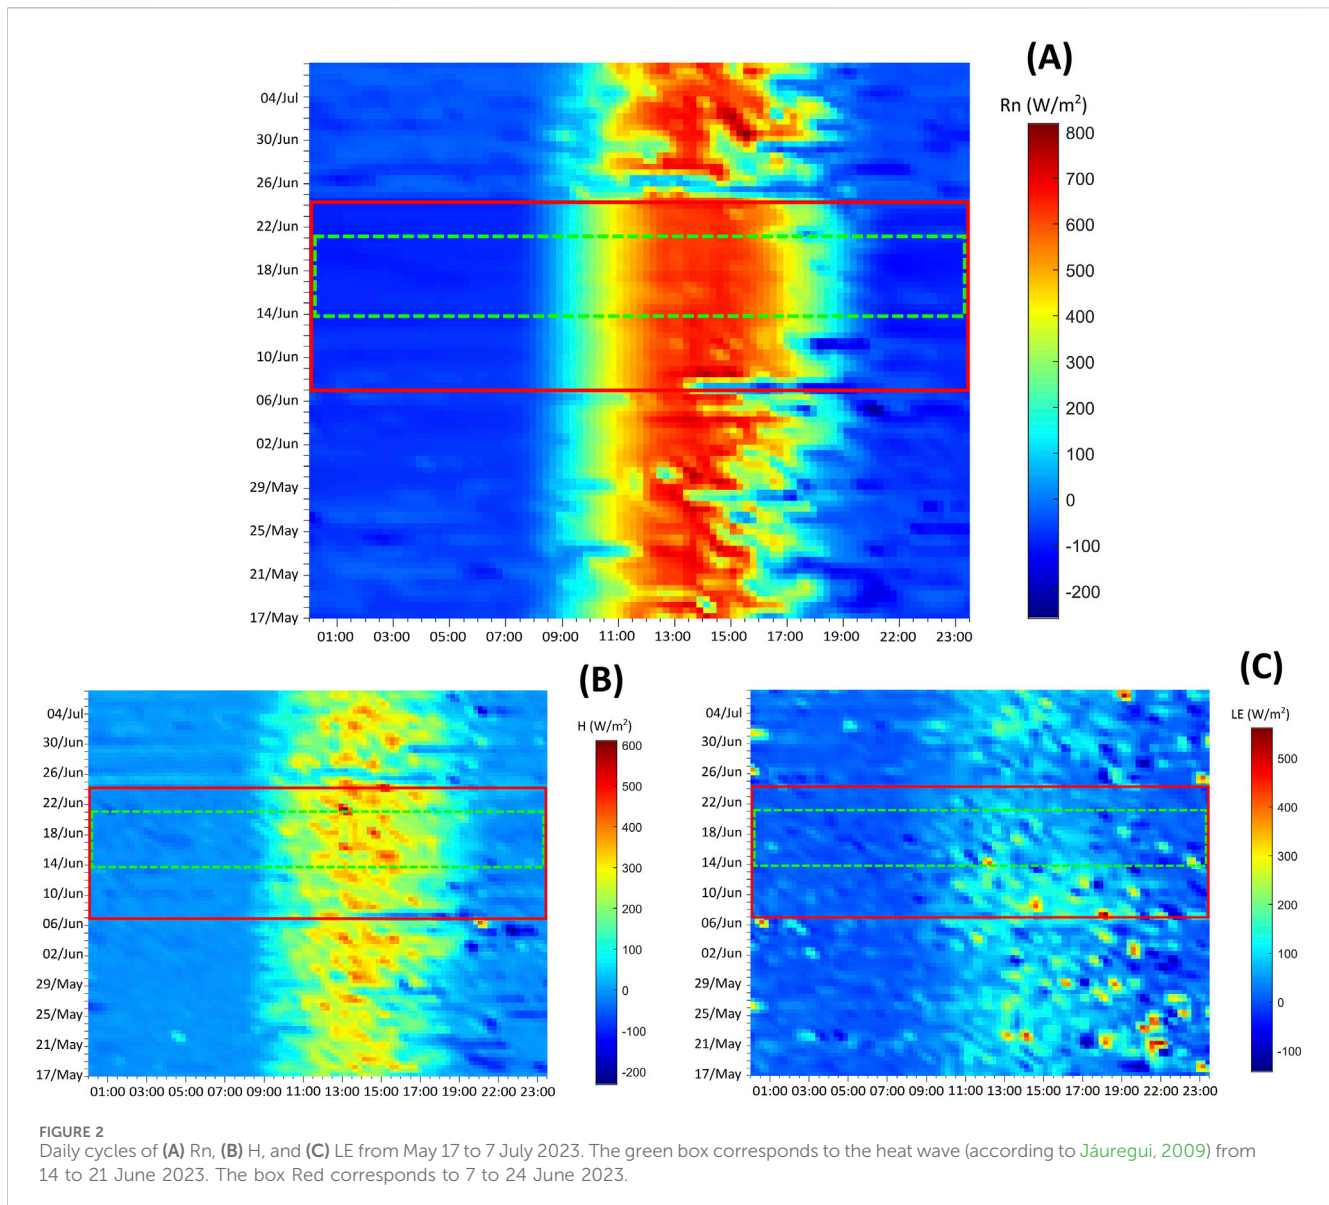 (A)
Rn (W/m²)
04/Jul
30/Jun
26/Jun
22/Jun
18/Jun
14/Jun
10/Jun
06/Jun
02/Jun
29/May
25/May
21/May
17/May
800
700
600
500
400
300
200
100
0
-100
-200
01:00 03:00 05:00 07:00 09:00 11:00 13:00 15:00 17:00 19:00 22:00 23:00
(B)
H (W/m²)
04/Jul
30/Jun
26/Jun
22/Jun
18/Jun
14/Jun
10/Jun
06/Jun
02/Jun
29/May
25/May
21/May
17/May
600
500
400
300
200
100
0
-100
-200
01:00 03:00 05:00 07:00 09:00 11:00 13:00 15:00 17:00 19:00 22:00 23:00
(C)
LE (W/m²)
04/Jul
30/Jun
26/Jun
22/Jun
18/Jun
14/Jun
10/Jun
06/Jun
02/Jun
29/May
25/May
21/May
17/May
500
400
300
200
100
0
-100
01:00 03:00 05:00 07:00 09:00 11:00 13:00 15:00 17:00 19:00 22:00 23:00
FIGURE 2
Daily cycles of (A) Rn, (B) H, and (C) LE from May 17 to 7 July 2023. The green box corresponds to the heat wave (according to Jáuregui, 2009) from
14 to 21 June 2023. The box Red corresponds to 7 to 24 June 2023.